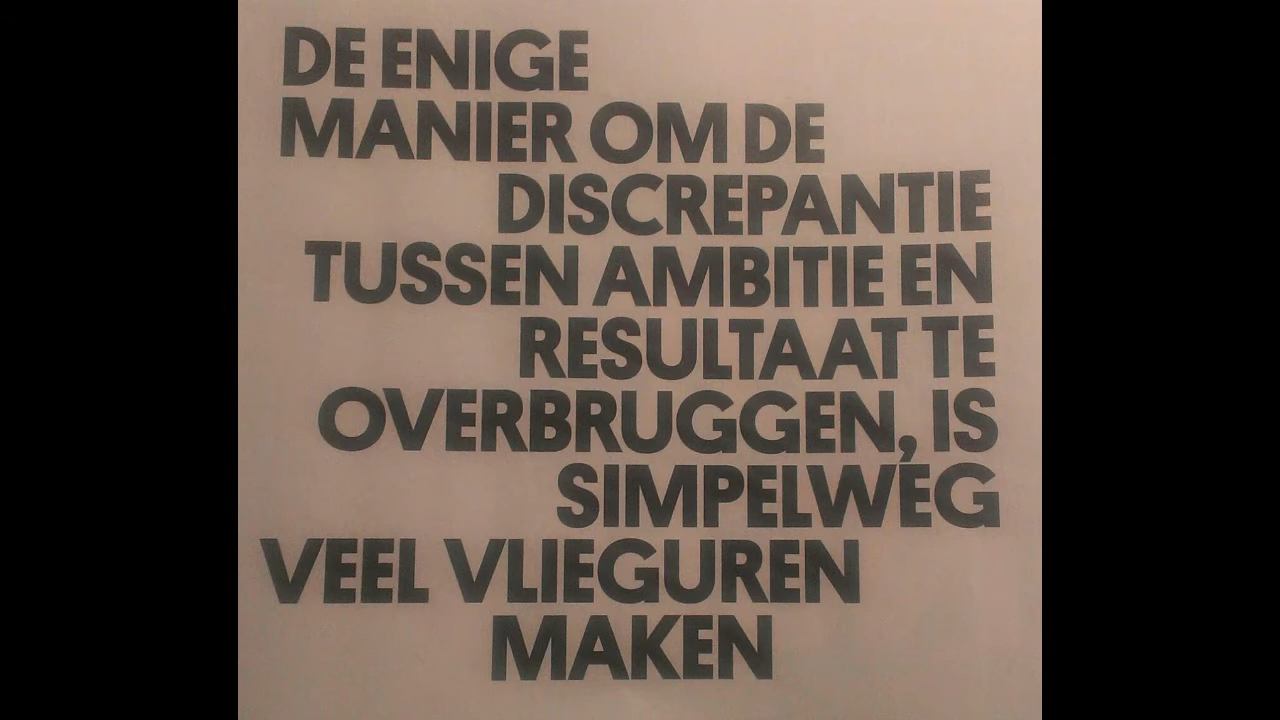 DE ENIGE
MANIER OM DE
DISCREPANTIE
TUSSEN AMBITIE EN
RESULTAAT TE
OVERBRUGGEN, IS
SIMPELWEG
VEEL VLIEGUREN
MAKEN